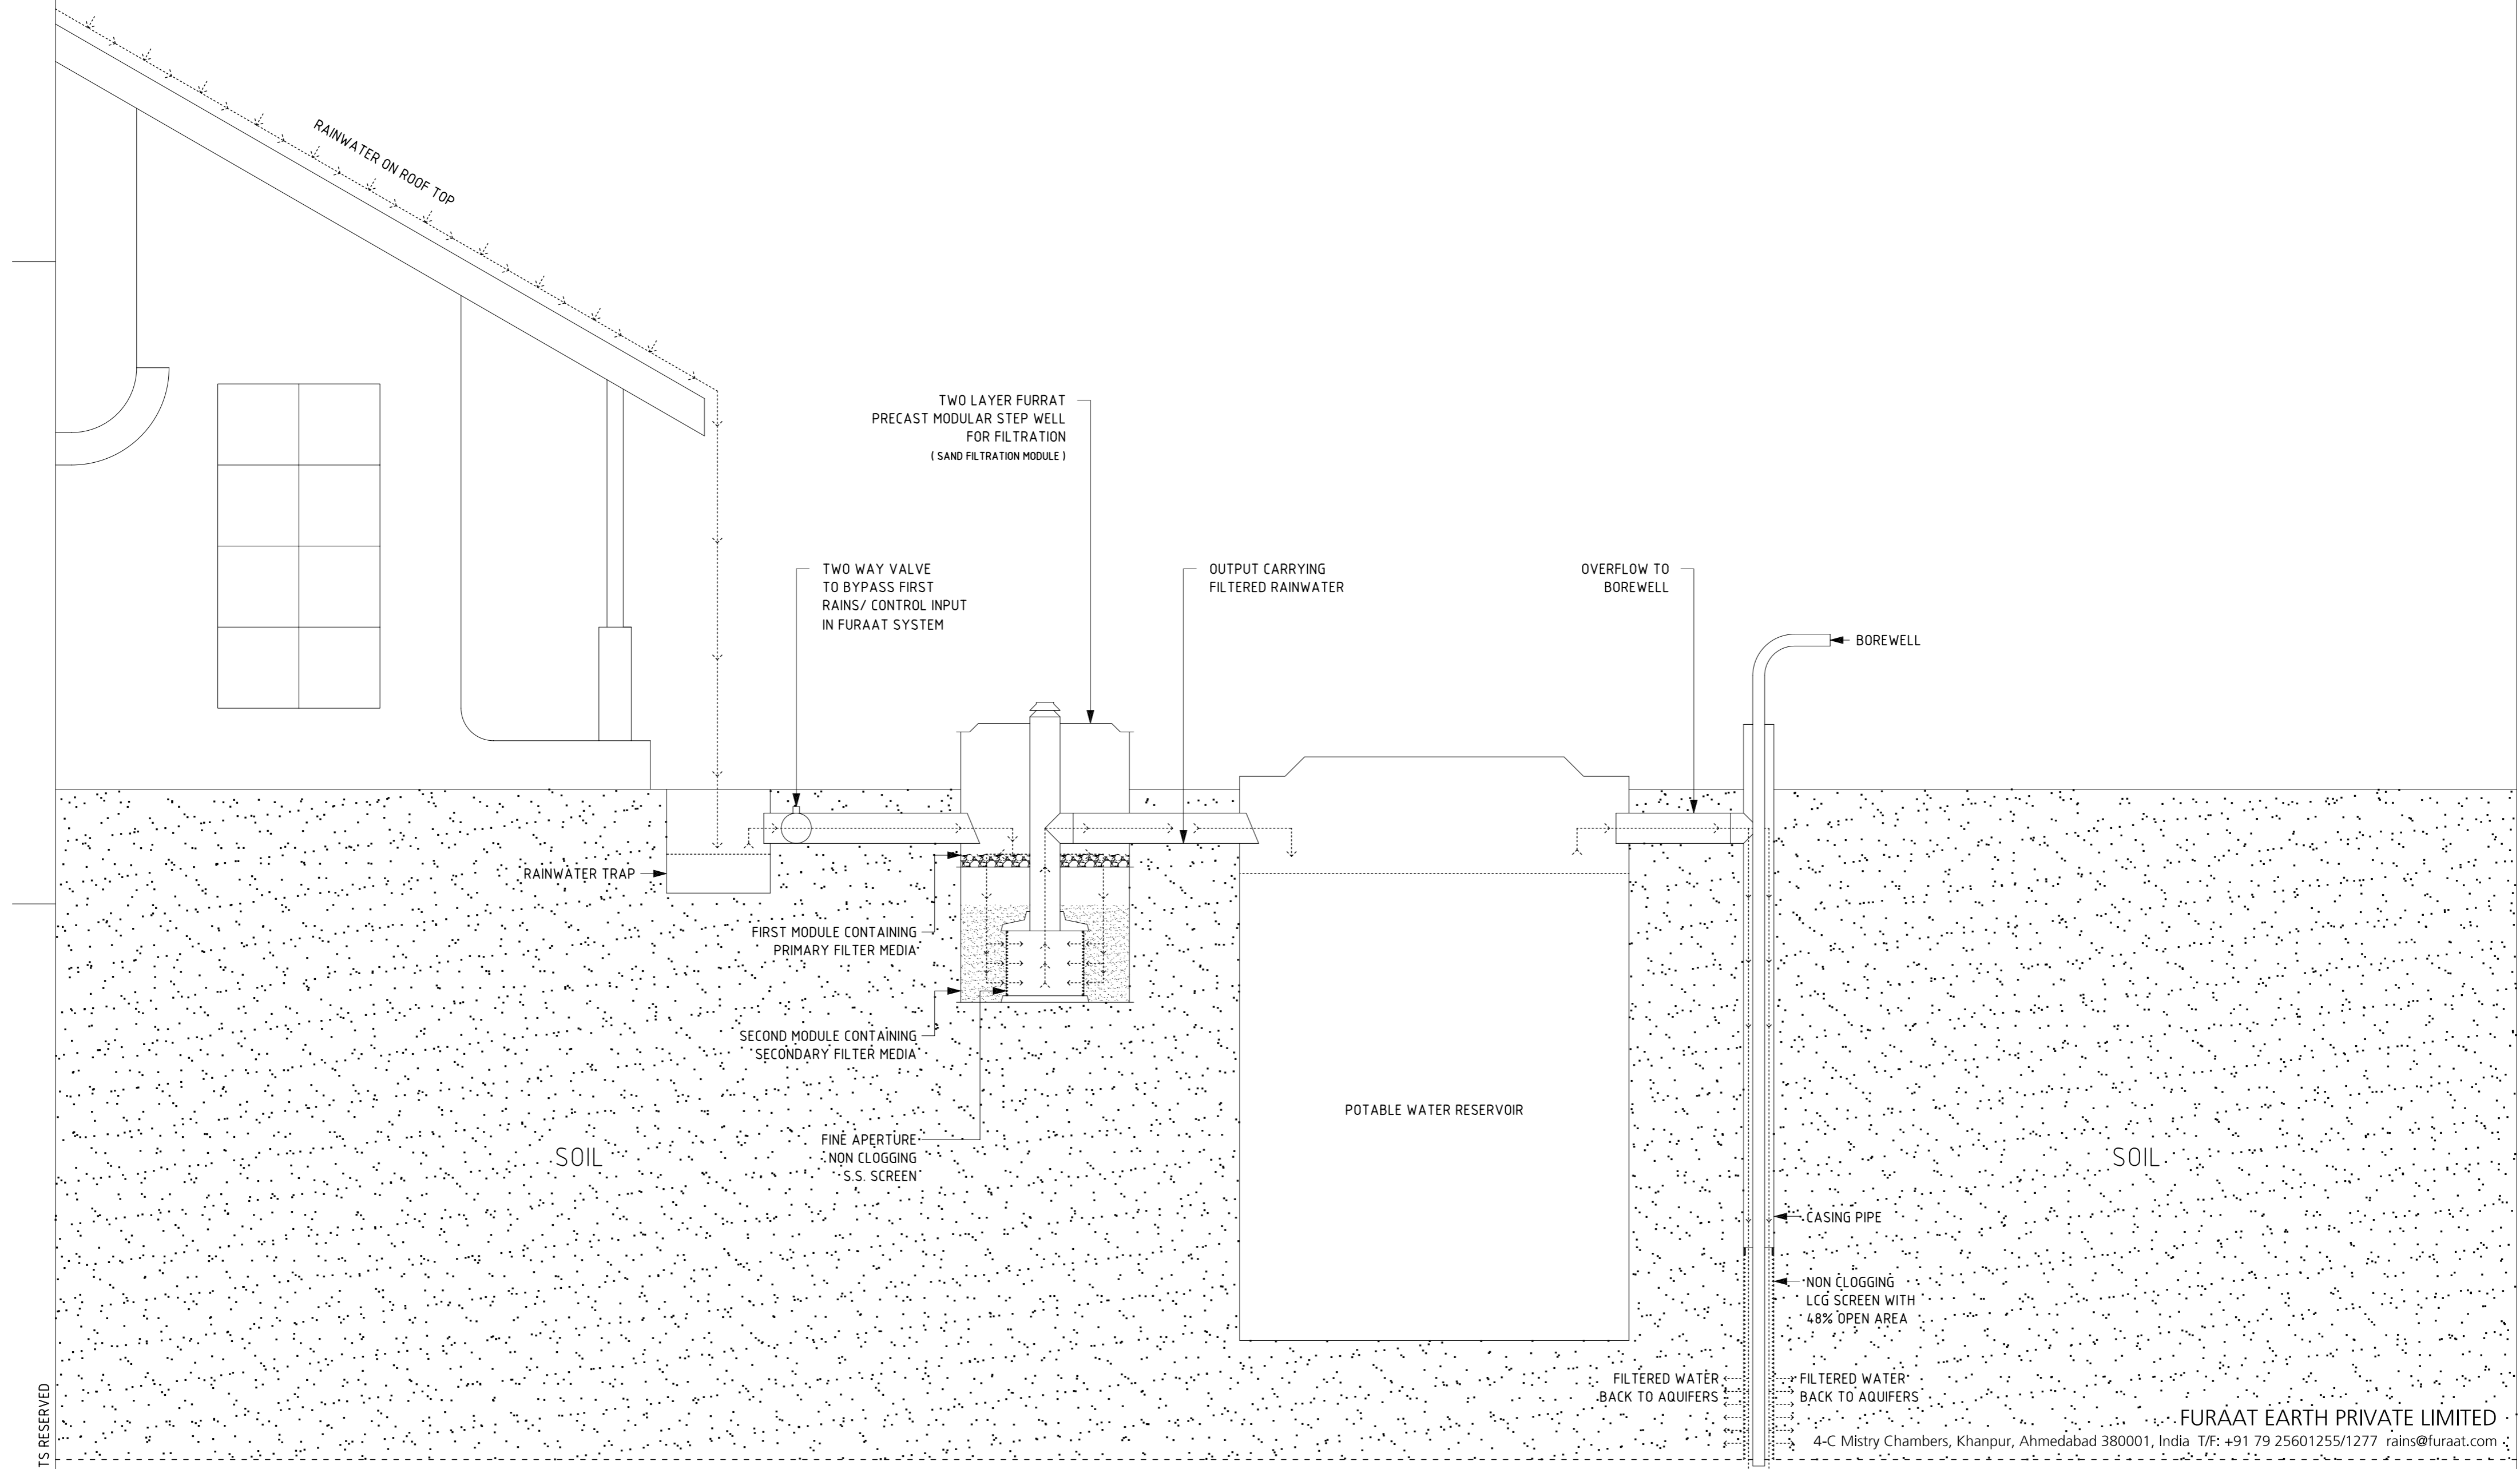 RAINWATER ON ROOF TOP
TWO LAYER FURRAT
PRECAST MODULAR STEP WELL
FOR FILTRATION
( SAND FILTRATION MODULE )
TWO WAY VALVE
TO BYPASS FIRST
RAINS/ CONTROL INPUT
IN FURAAT SYSTEM
OUTPUT CARRYING
FILTERED RAINWATER
OVERFLOW TO
BOREWELL
BOREWELL
RAINWATER TRAP
FIRST MODULE CONTAINING
PRIMARY FILTER MEDIA
SECOND MODULE CONTAINING
SECONDARY FILTER MEDIA
FINE APERTURE
NON CLOGGING
S.S. SCREEN
POTABLE WATER RESERVOIR
SOIL
SOIL
CASING PIPE
NON CLOGGING
LCG SCREEN WITH
48% OPEN AREA
FILTERED WATER
BACK TO AQUIFERS
FILTERED WATER
BACK TO AQUIFERS
FURAAT EARTH PRIVATE LIMITED
4-C Mistry Chambers, Khanpur, Ahmedabad 380001, India T/F: +91 79 25601255/1277 rains@furaat.com
TS RESERVED